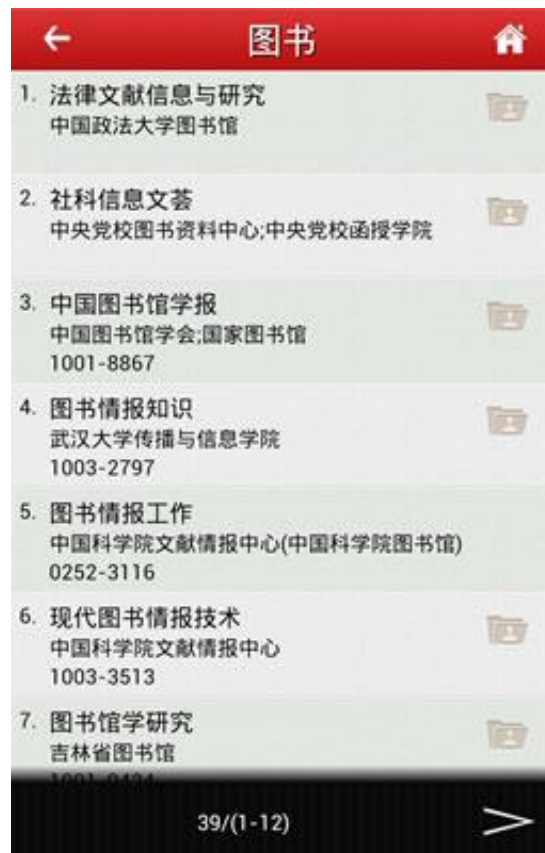 图书
1. 法律文献信息与研究
中国政法大学图书馆
2. 社科信息文荟
中央党校图书资料中心;中央党校函授学院
3. 中国图书馆学报
中国图书馆学会;国家图书馆
1001-8867
4. 图书情报知识
武汉大学传播与信息学院
1003-2797
5. 图书情报工作
中国科学院文献情报中心(中国科学院图书馆)
0252-3116
6. 现代图书情报技术
中国科学院文献情报中心
1003-3513
7. 图书馆学研究
吉林省图书馆
39/(1-12)